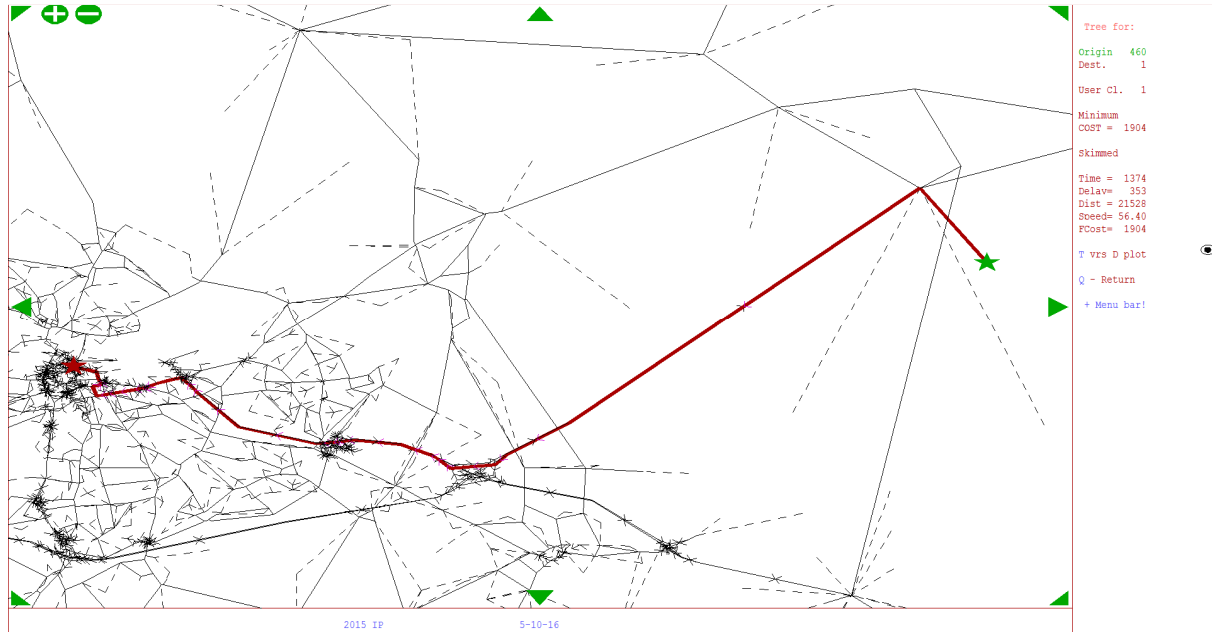 Tree for:
Origin 460
Dest. 1
User Cl. 1
Minimum
COST = 1904
Skimmed
Time = 1374
Delav= 353
Dist = 21528
Speed= 56.40
FCost= 1904
T vrs D plot
Q - Return
+ Menu bar!
2015 IP 5-10-16